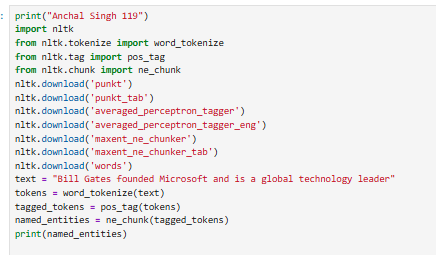 :
print("Anchal Singh 119")
import nltk
from nltk.tokenize import word_tokenize
from nltk.tag import pos_tag
from nltk.chunk import ne_chunk
nltk.download('punkt')
nltk.download('punkt_tab')
nltk.download('averaged_perceptron_tagger')
nltk.download('averaged_perceptron_tagger_eng')
nltk.download('maxent_ne_chunker')
nltk.download('maxent_ne_chunker_tab')
nltk.download('words')
text = "Bill Gates founded Microsoft and is a global technology leader"
tokens = word_tokenize(text)
tagged_tokens = pos_tag(tokens)
named_entities = ne_chunk(tagged_tokens)
print(named_entities)